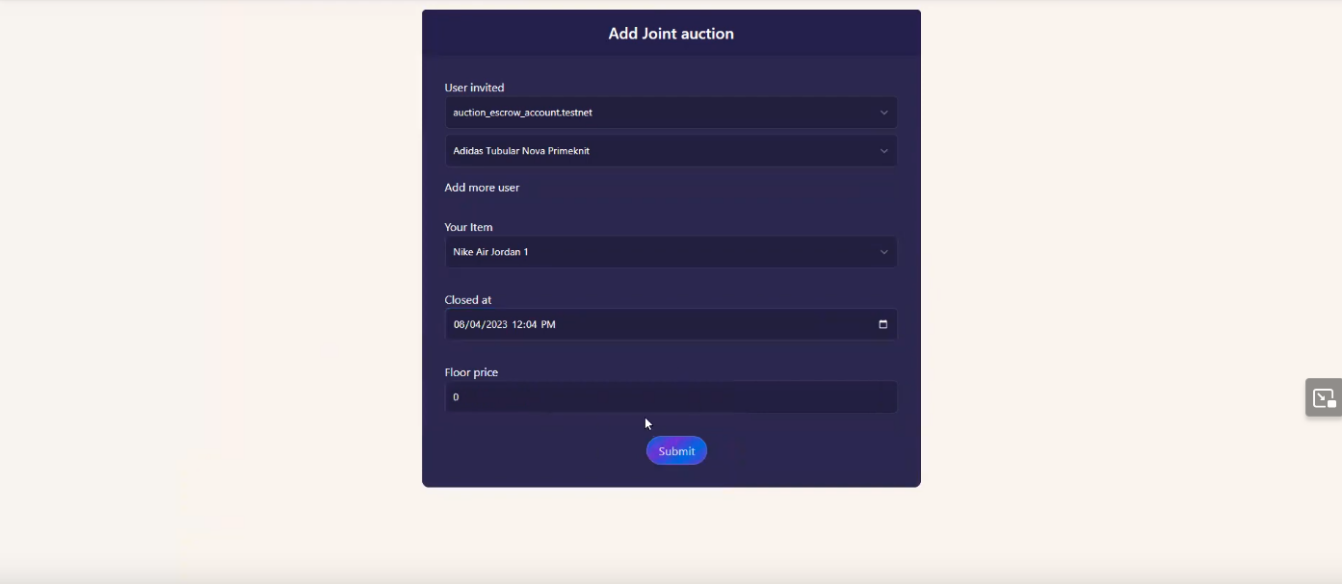 Add Joint auction
User invited
auction_escrow_account.testnet
Adidas Tubular Nova Primeknit
Add more user
Your Item
Nike Air Jordan 1
Closed at
08/04/2023 12:04 PM
Floor price
0
Submit